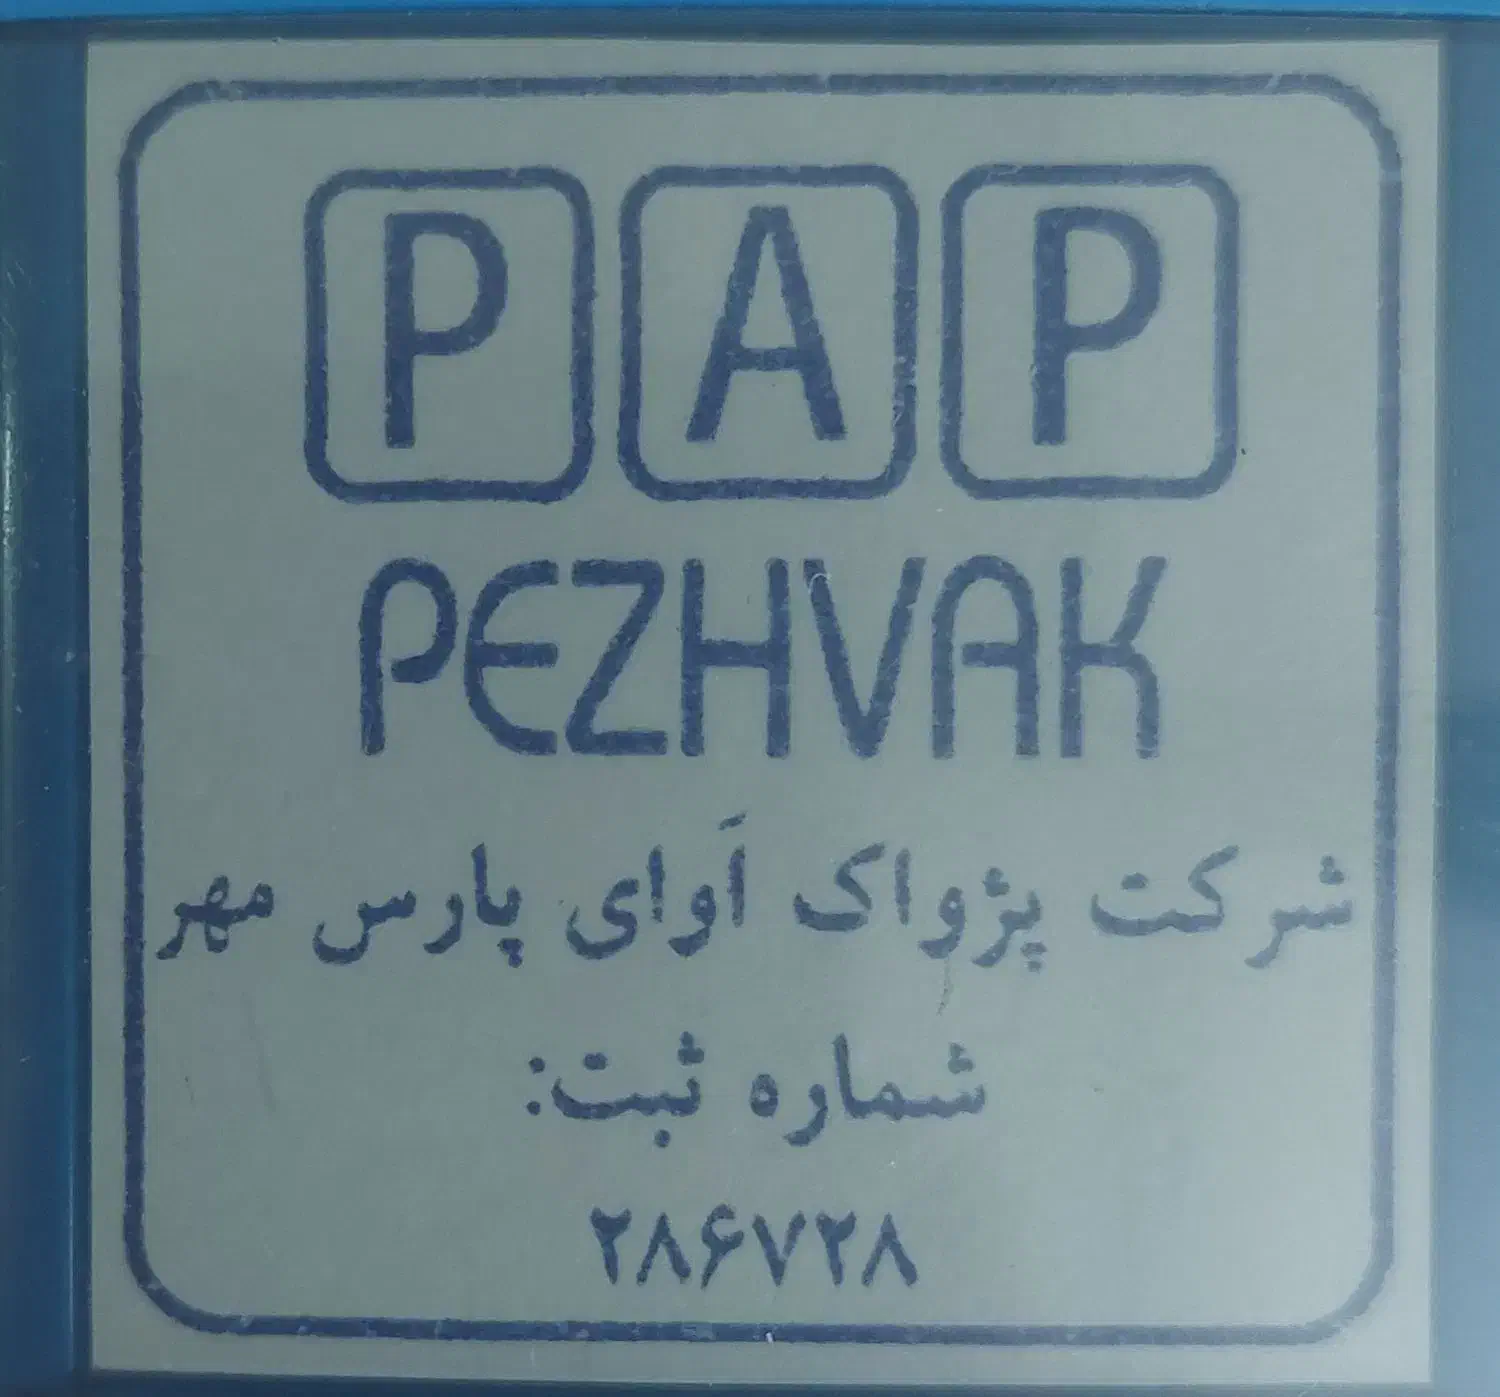 PAP
PEZHVAK
شرکت پژواک آوای پارس مهر
شماره ثبت:
۲۸۶۷۲۸